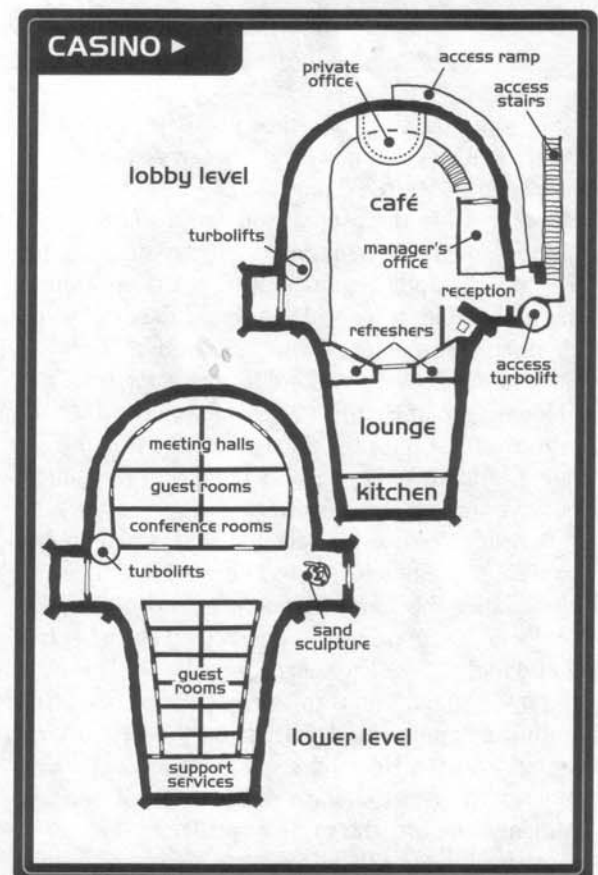 CASINO ►
access ramp
private
office
access
stairs
lobby level
café
turbolifts
manager's
office
reception
refreshers
access
turbolift
lounge
kitchen
meeting halls
guest rooms
conference rooms
turbolifts
sand
sculpture
guest
rooms
lower level
support
services